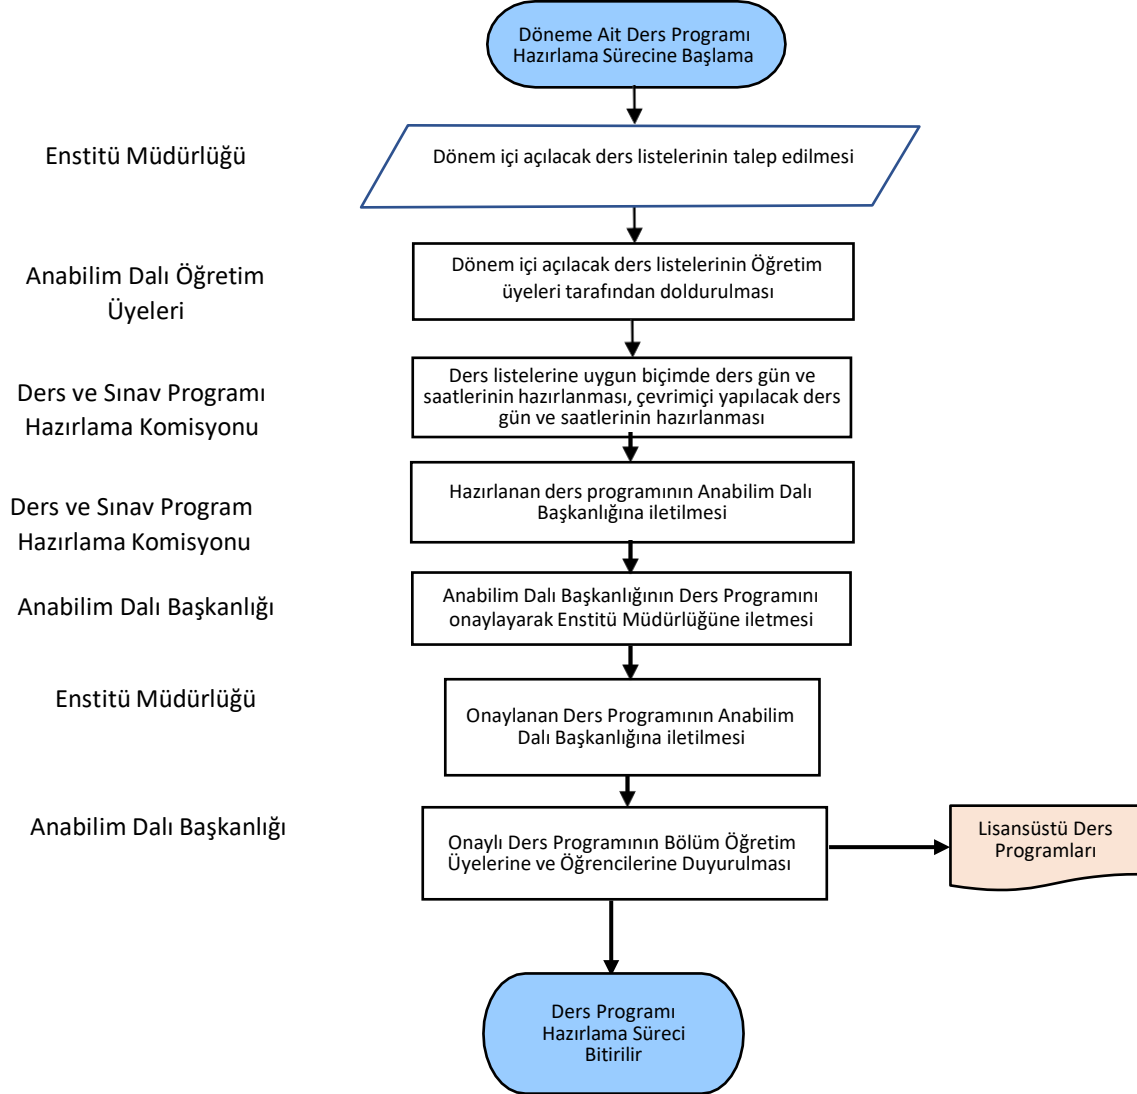 Döneme Ait Ders Programı
Hazırlama Sürecine Başlama
Enstitü Müdürlüğü
Dönem içi açılacak ders listelerinin talep edilmesi
Anabilim Dalı Öğretim
Üyeleri
Dönem içi açılacak ders listelerinin Öğretim
üyeleri tarafından doldurulması
Ders ve Sınav Programı
Hazırlama Komisyonu
Ders listelerine uygun biçimde ders gün ve
saatlerinin hazırlanması, çevrimiçi yapılacak ders
gün ve saatlerinin hazırlanması
Ders ve Sınav Program
Hazırlama Komisyonu
Hazırlanan ders programının Anabilim Dalı
Başkanlığına iletilmesi
Anabilim Dalı Başkanlığı
Anabilim Dalı Başkanlığının Ders Programını
onaylayarak Enstitü Müdürlüğüne iletmesi
Enstitü Müdürlüğü
Onaylanan Ders Programının Anabilim
Dalı Başkanlığına iletilmesi
Anabilim Dalı Başkanlığı
Onaylı Ders Programının Bölüm Öğretim
Üyelerine ve Öğrencilerine Duyurulması
Lisansüstü Ders
Programları
Ders Programı
Hazırlama Süreci
Bitirilir